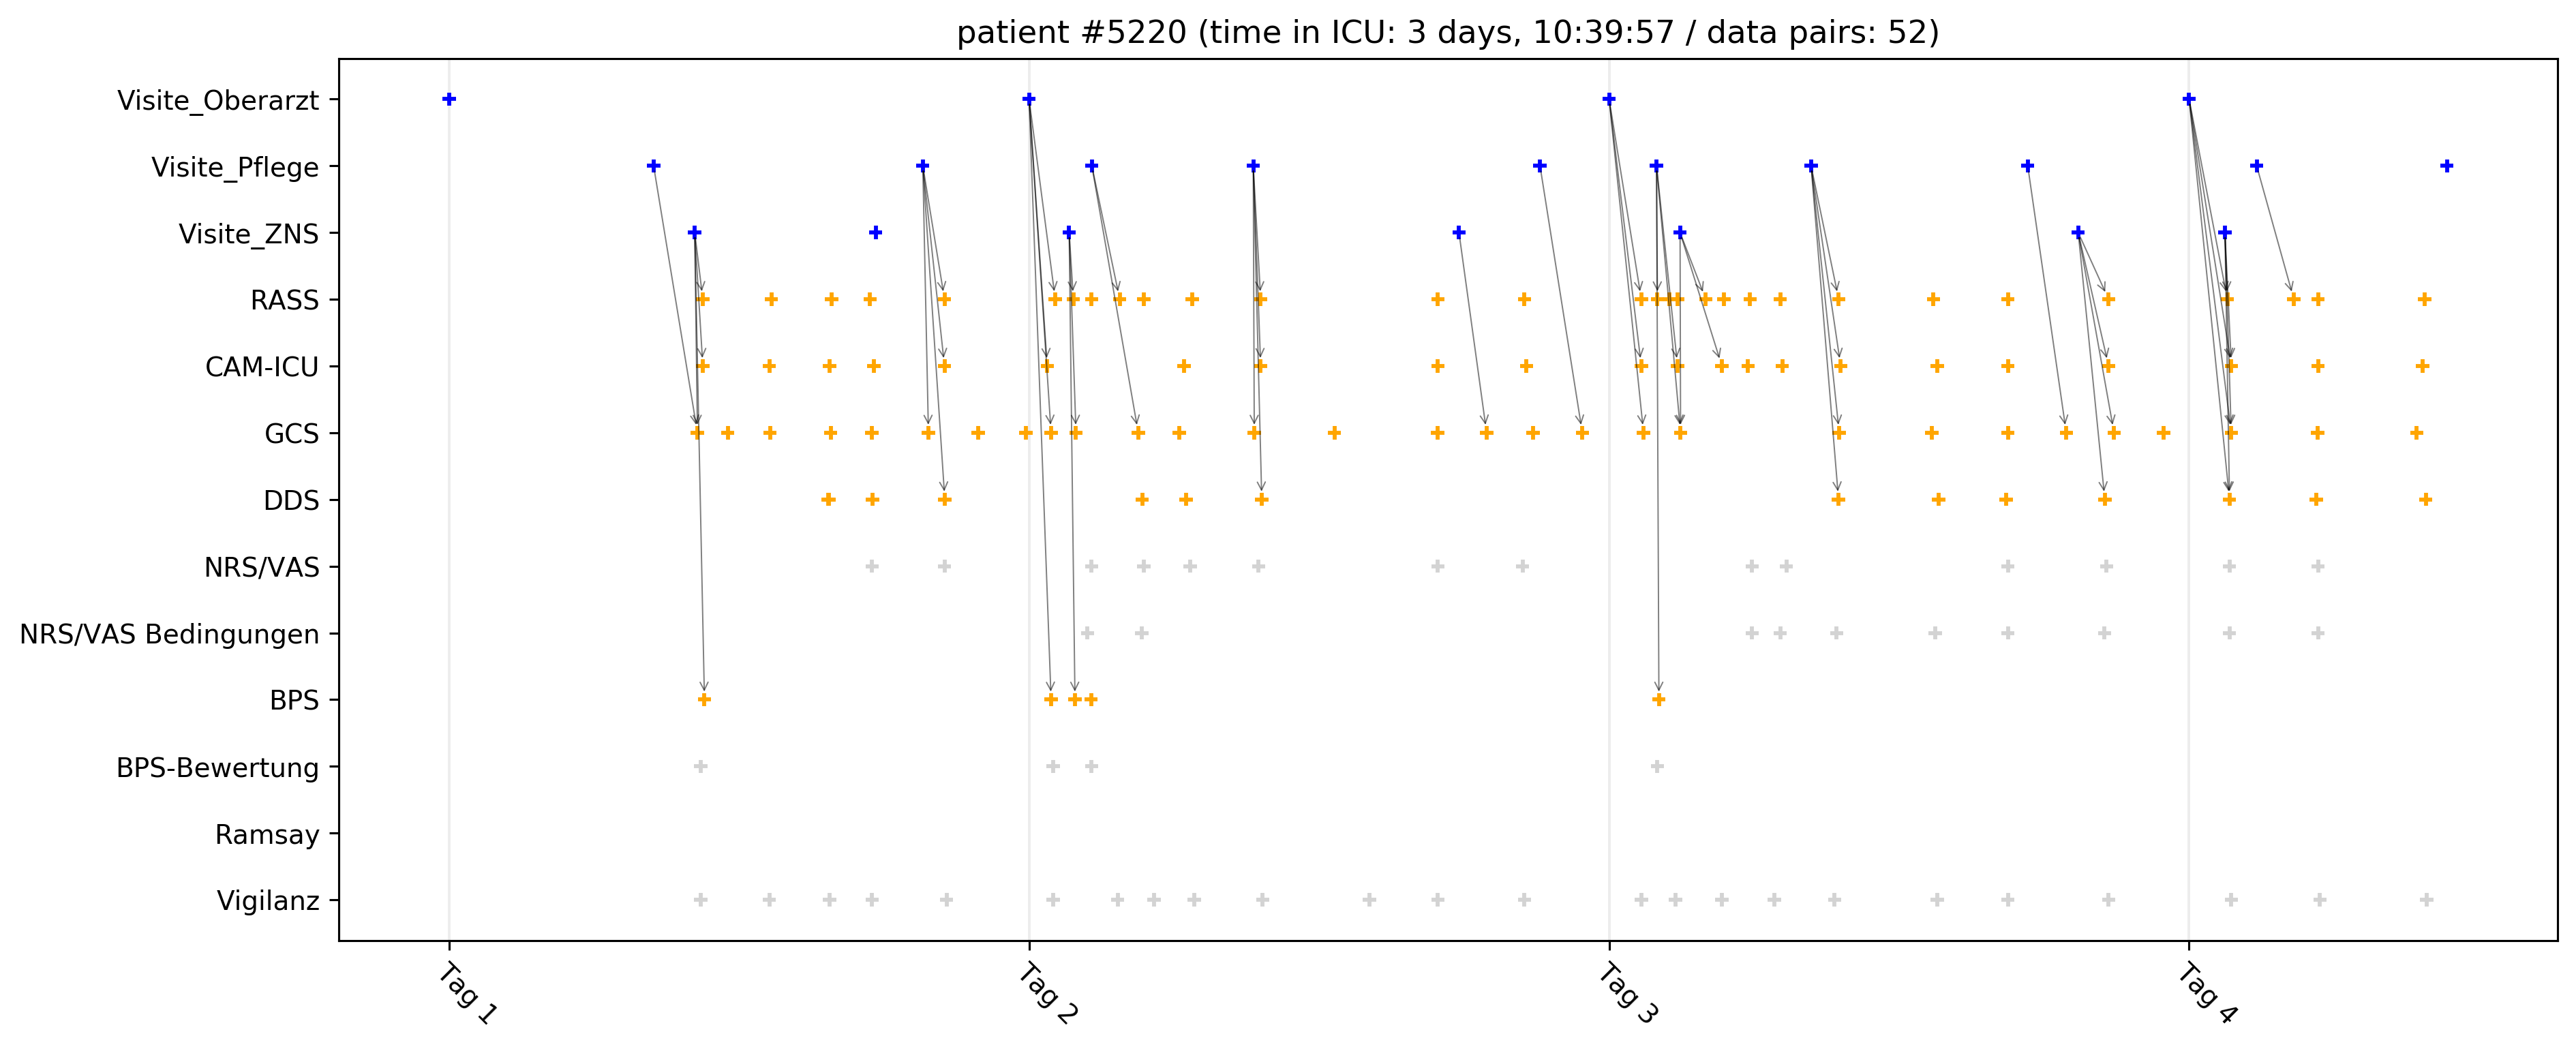 patient #5220 (time in ICU: 3 days, 10:39:57 / data pairs: 52)
Visite_Oberarzt
Visite_Pflege
Visite_ZNS
RASS
CAM-ICU
GCS
DDS
NRS/VAS
NRS/VAS Bedingungen
BPS
BPS-Bewertung
Ramsay
Vigilanz
Tag 1
Tag 2
Tag 3
Tag 4